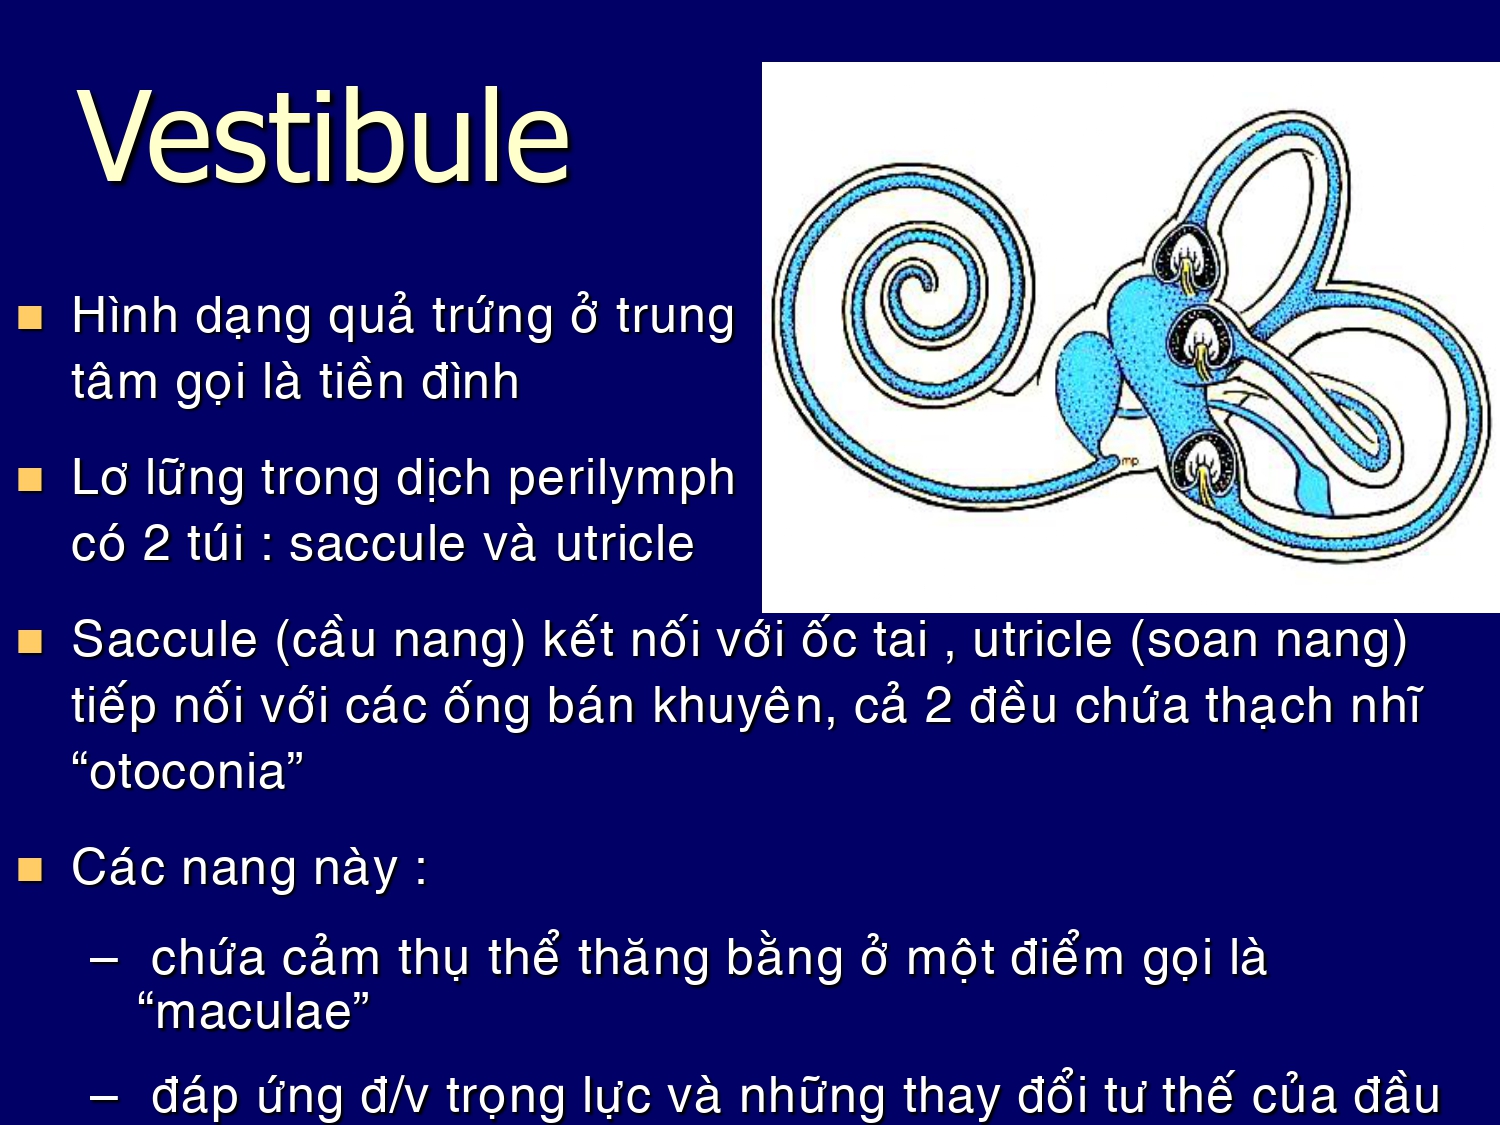 Vestibule
Hình dạng quả trứng ở trung
tâm gọi là tiền đình
Lơ lững trong dịch perilymph
có 2 túi : saccule và utricle
mp
Saccule (cầu nang) kết nối với ốc tai , utricle (soan nang)
tiếp nối với các ống bán khuyên, cả 2 đều chứa thạch nhĩ
“otoconia”
Các nang này :
– chứa cảm thụ thể thăng bằng ở một điểm gọi là
“maculae”
– đáp ứng đ/v trọng lực và những thay đổi tư thế của đầu